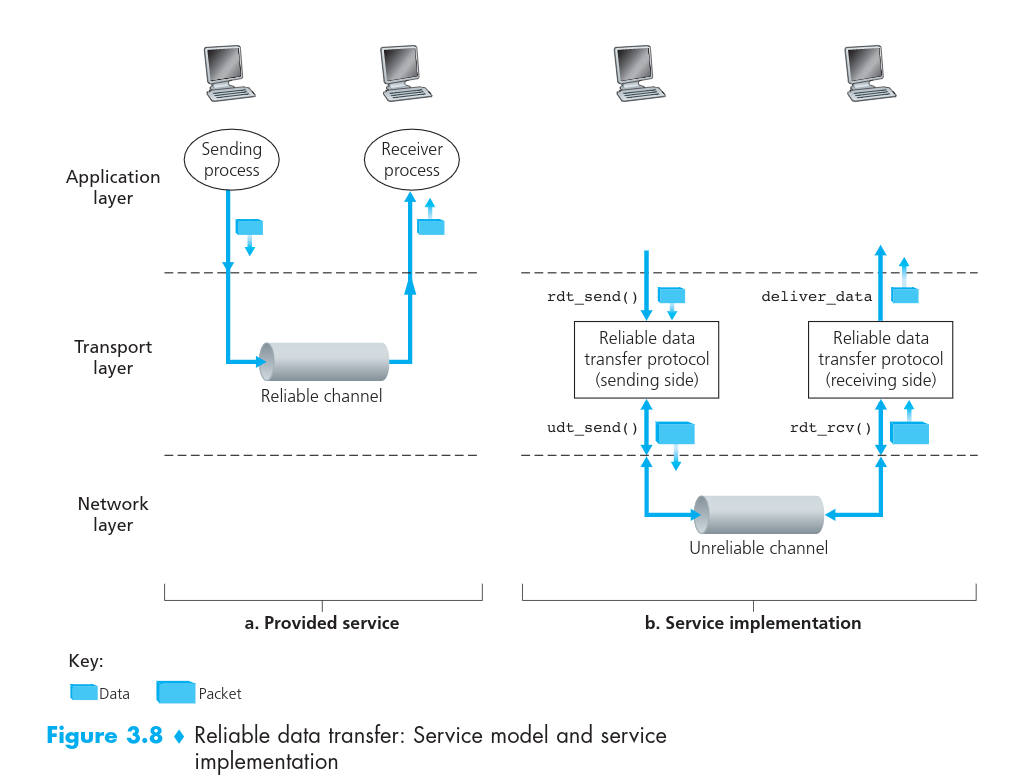 Sending
process
Receiver
process
Application
layer
rdt_send()
deliver_data
Transport
layer
Reliable channel
Reliable data
transfer protocol
(sending side)
Reliable data
transfer protocol
(receiving side)
udt_send()
rdt_rcv()
Network
layer
Unreliable channel
a. Provided service
b. Service implementation
Key:
Data
Packet
Figure 3.8 ♦ Reliable data transfer: Service model and service
implementation